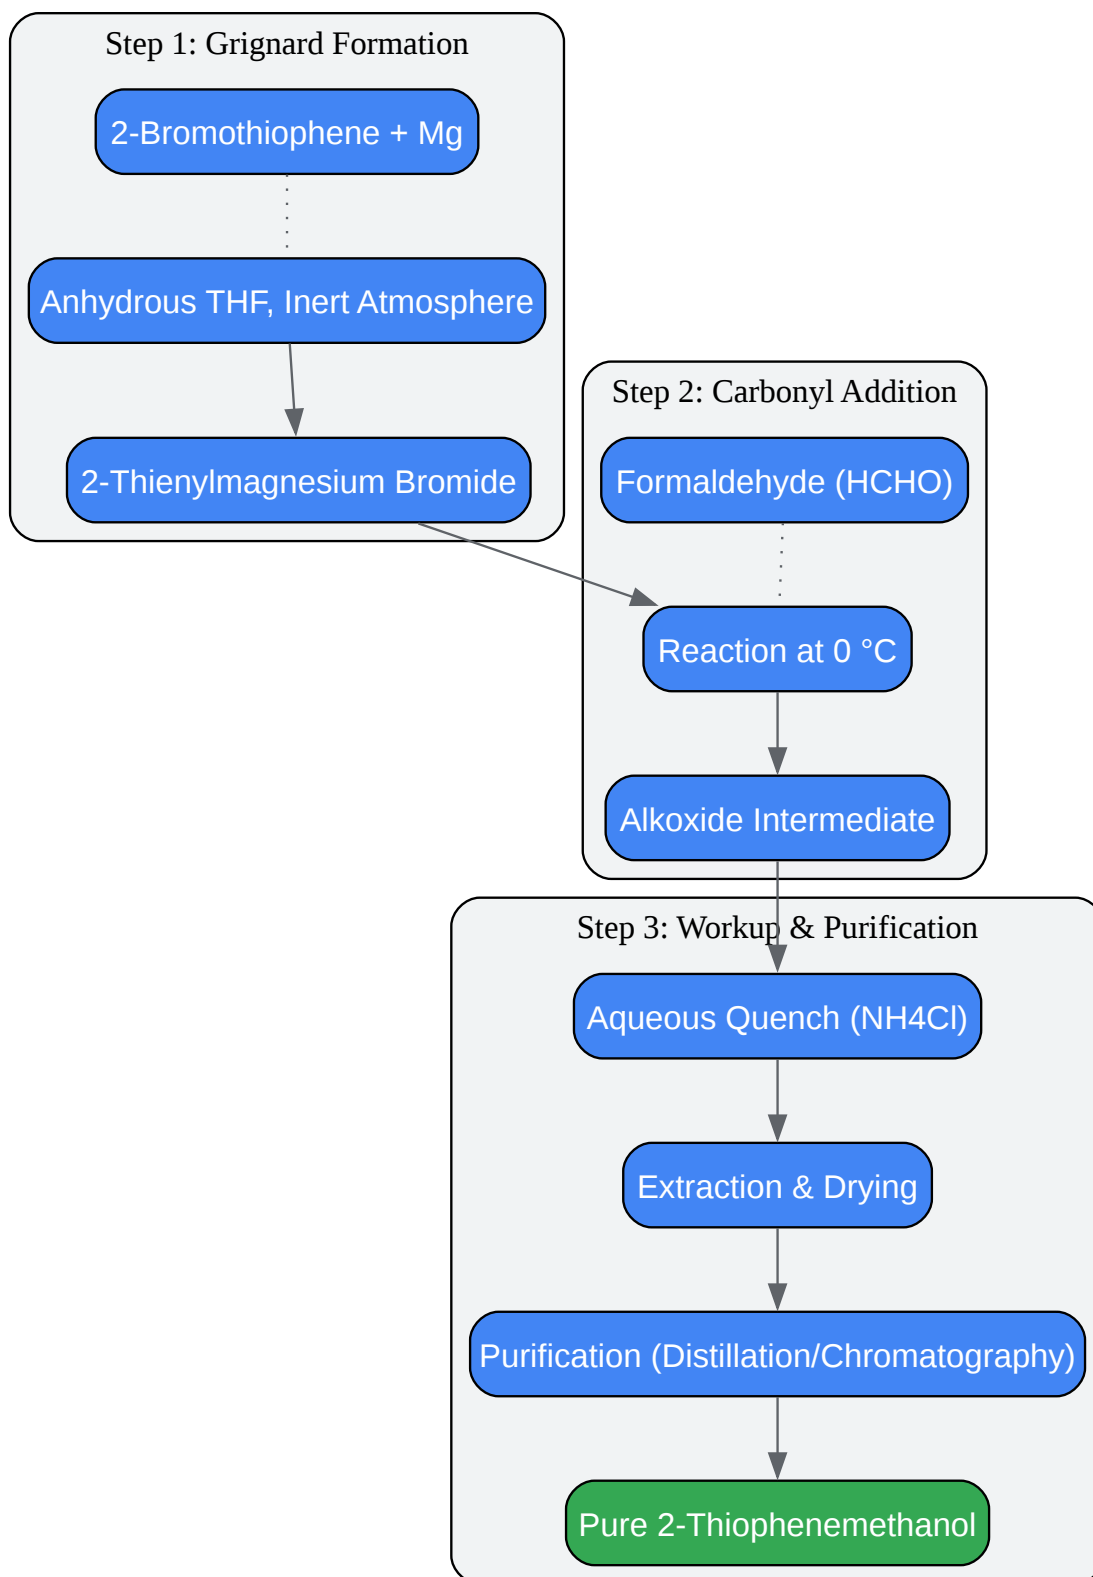 Step 1: Grignard Formation
2-Bromothiophene + Mg
Anhydrous THF, Inert Atmosphere
2-Thienylmagnesium Bromide
Step 2: Carbonyl Addition
Formaldehyde (HCHO)
Reaction at 0 °C
Alkoxide Intermediate
Step 3: Workup & Purification
Aqueous Quench (NH4Cl)
Extraction & Drying
Purification (Distillation/Chromatography)
Pure 2-Thiophenemethanol